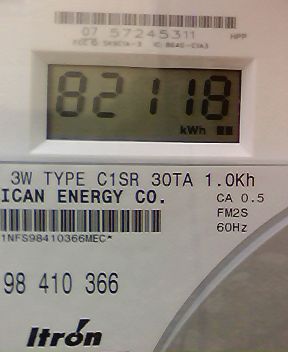 07 57245311 HPP
82118
kWh
3W TYPE C1SR 30TA 1.0Kh
ICAN ENERGY CO. CA 0.5
FM2S
1NFS98410366MEC* 60Hz
98 410 366
Itron